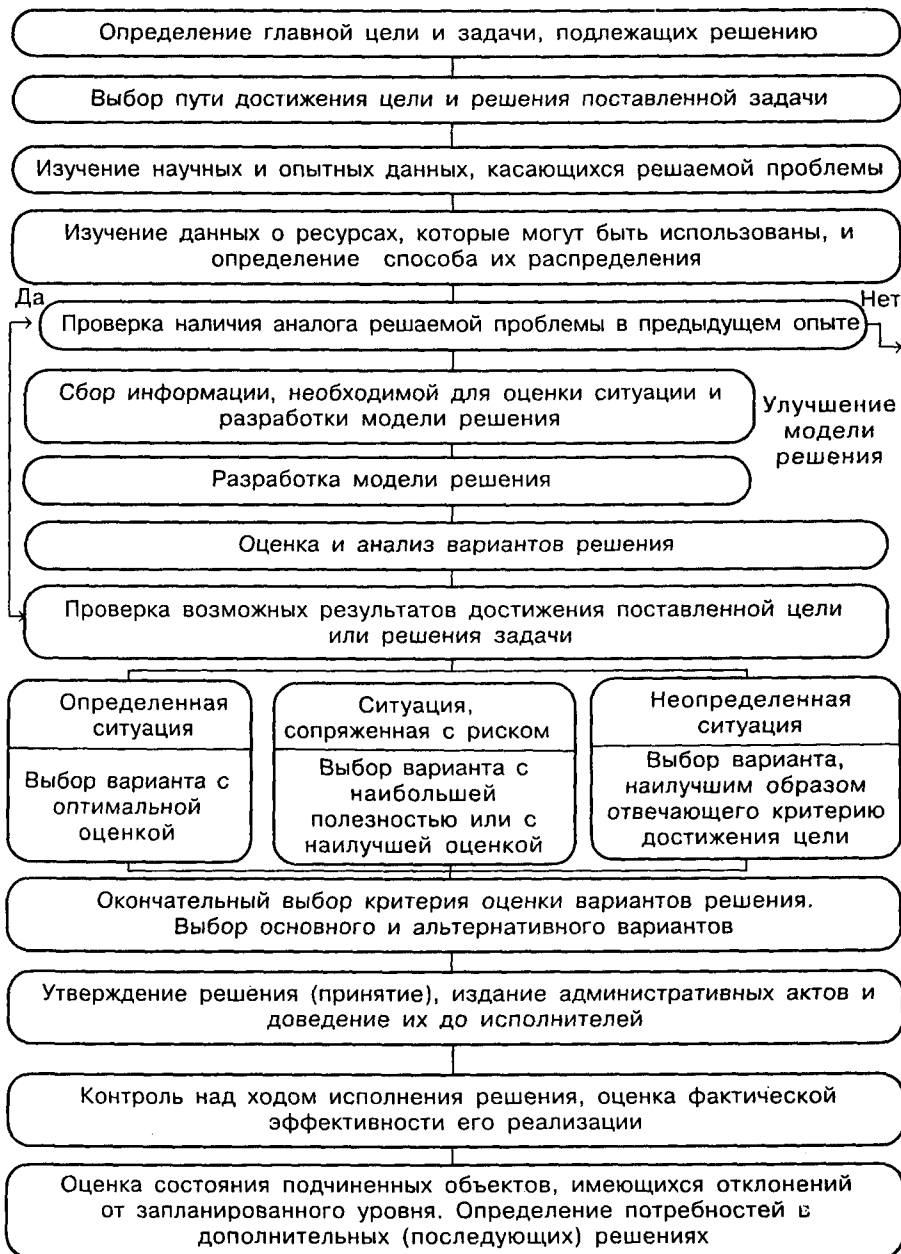 Определение главной цели и задачи, подлежащих решению
Выбор пути достижения цели и решения поставленной задачи
Изучение научных и опытных данных, касающихся решаемой проблемы
Изучение данных о ресурсах, которые могут быть использованы, и
определение способа их распределения
Да
Нет
Проверка наличия аналога решаемой проблемы в предыдущем опыте
Сбор информации, необходимой для оценки ситуации и
разработки модели решения
Улучшение
модели
решения
Разработка модели решения
Оценка и анализ вариантов решения
Проверка возможных результатов достижения поставленной цели
или решения задачи
Определенная
ситуация
Выбор варианта с
оптимальной
оценкой
Ситуация,
сопряженная с риском
Выбор варианта с
наибольшей
полезностью или с
наилучшей оценкой
Неопределенная
ситуация
Выбор варианта,
наилучшим образом
отвечающего критерию
достижения цели
Окончательный выбор критерия оценки вариантов решения.
Выбор основного и альтернативного вариантов
Утверждение решения (принятие), издание административных актов и
доведение их до исполнителей
Контроль над ходом исполнения решения, оценка фактической
эффективности его реализации
Оценка состояния подчиненных объектов, имеющихся отклонений
от запланированного уровня. Определение потребностей в
дополнительных (последующих) решениях